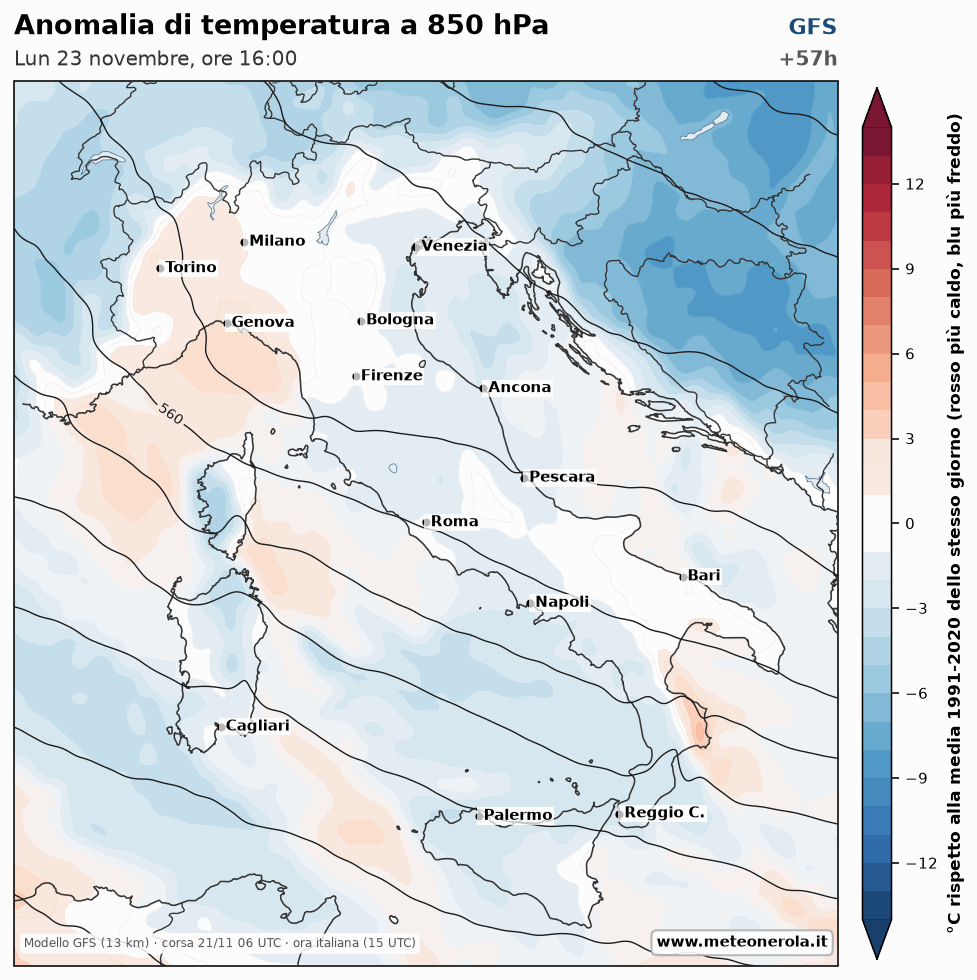 Anomalia di temperatura a 850 hPa
GFS
Lun 23 novembre, ore 16:00
+57h
Milano
Venezia
Torino
Genova
Bologna
Firenze
Ancona
560
Pescara
Roma
Bari
Napoli
Cagliari
Palermo
Reggio C.
Modello GFS (13 km) · corsa 21/11 06 UTC · ora italiana (15 UTC)
www.meteonerola.it
12
9
6
3
0
−3
−6
−9
−12
°C rispetto alla media 1991-2020 dello stesso giorno (rosso più caldo, blu più freddo)